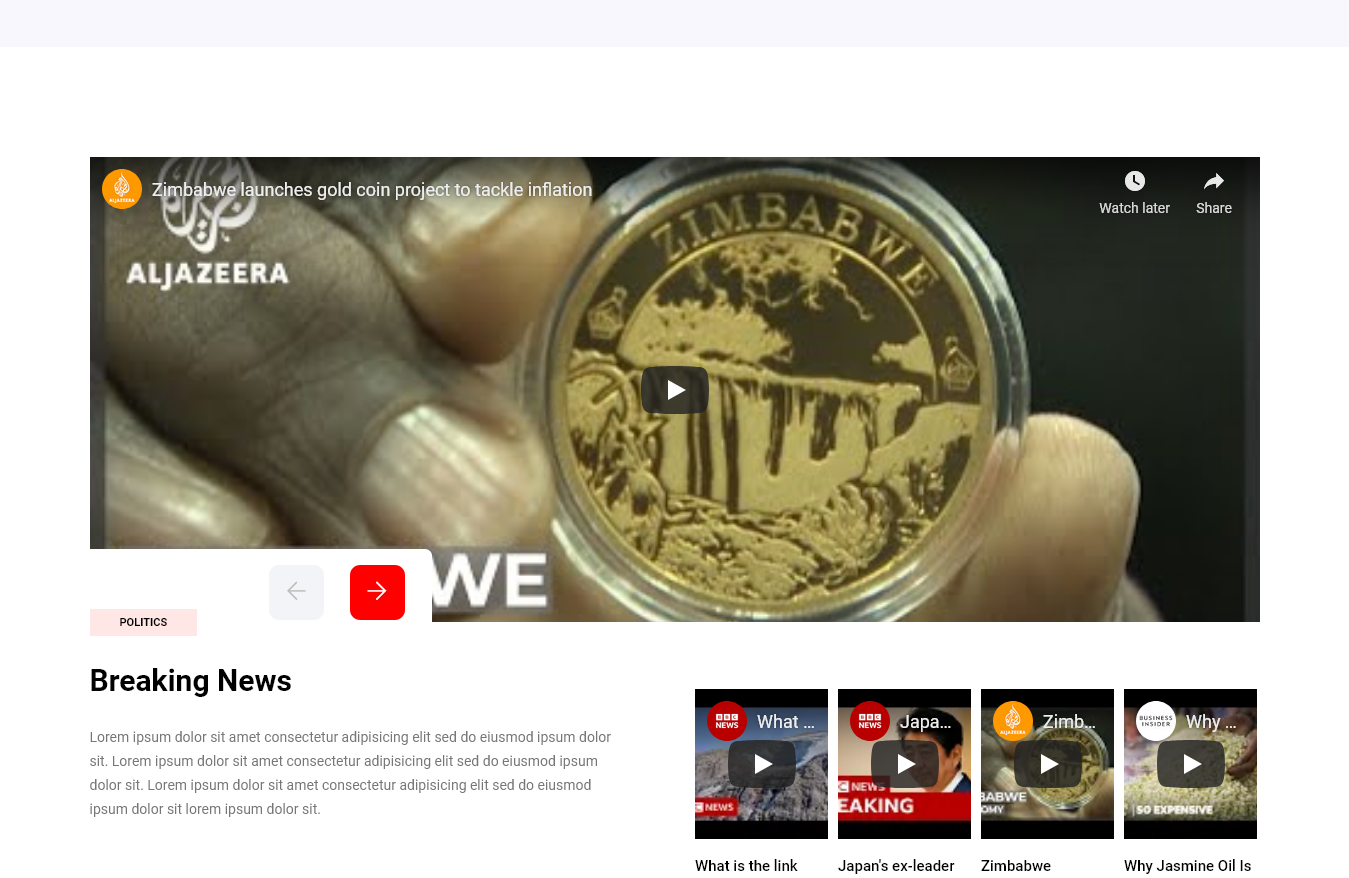 Zimbabwe launches gold coin project to tackle inflation
Watch later
Share
ALJAZEERA
ZIMBABWE
WE
POLITICS
Breaking News
Lorem ipsum dolor sit amet consectetur adipisicing elit sed do eiusmod ipsum dolor
sit. Lorem ipsum dolor sit amet consectetur adipisicing elit sed do eiusmod ipsum
dolor sit. Lorem ipsum dolor sit amet consectetur adipisicing elit sed do eiusmod
ipsum dolor sit lorem ipsum dolor sit.
BBC
NEWS
What ...
NEWS
What is the link
BBC
NEWS
Japa...
C NEWS
EAKING
Japan's ex-leader
ALJAZEERA
Zimb...
BABWE
OMY
Zimbabwe
BUSINESS
INSIDER
Why ...
SO EXPENSIVE
Why Jasmine Oil Is